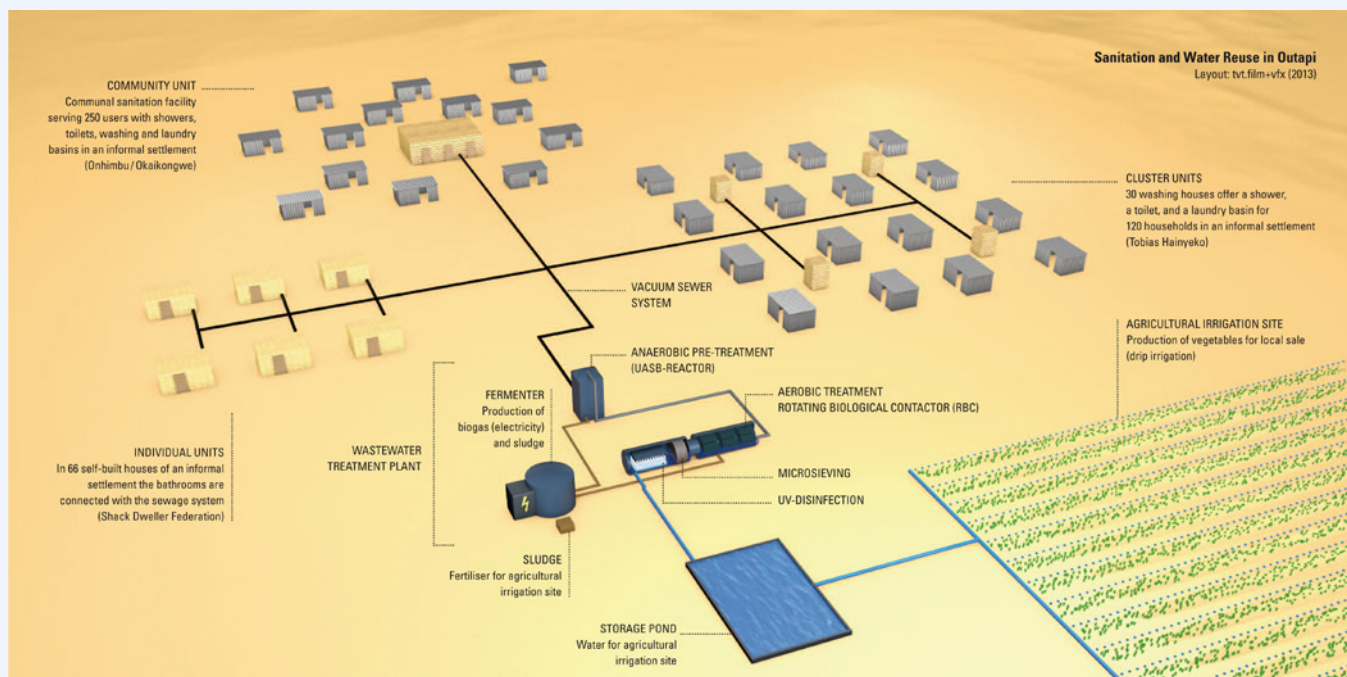 Sanitation and Water Reuse in Outapi
Layout: tvt.film+vfx (2013)
COMMUNITY UNIT
Communal sanitation facility
serving 250 users with showers,
toilets, washing and laundry
basins in an informal settlement
(Onhimbu / Okaikongwe)
CLUSTER UNITS
30 washing houses offer a shower,
a toilet, and a laundry basin for
120 households in an informal settlement
(Tobias Hainyeko)
VACUUM SEWER
SYSTEM
AGRICULTURAL IRRIGATION SITE
Production of vegetables for local sale
(drip irrigation)
ANAEROBIC PRE-TREATMENT
(UASB-REACTOR)
FERMENTER
Production of
biogas (electricity)
and sludge
AEROBIC TREATMENT
ROTATING BIOLOGICAL CONTACTOR (RBC)
INDIVIDUAL UNITS
In 66 self-built houses of an informal
settlement the bathrooms are
connected with the sewage system
(Shack Dweller Federation)
WASTEWATER
TREATMENT PLANT
MICROSIEVING
UV-DISINFECTION
SLUDGE
Fertiliser for agricultural
irrigation site
STORAGE POND
Water for agricultural
irrigation site